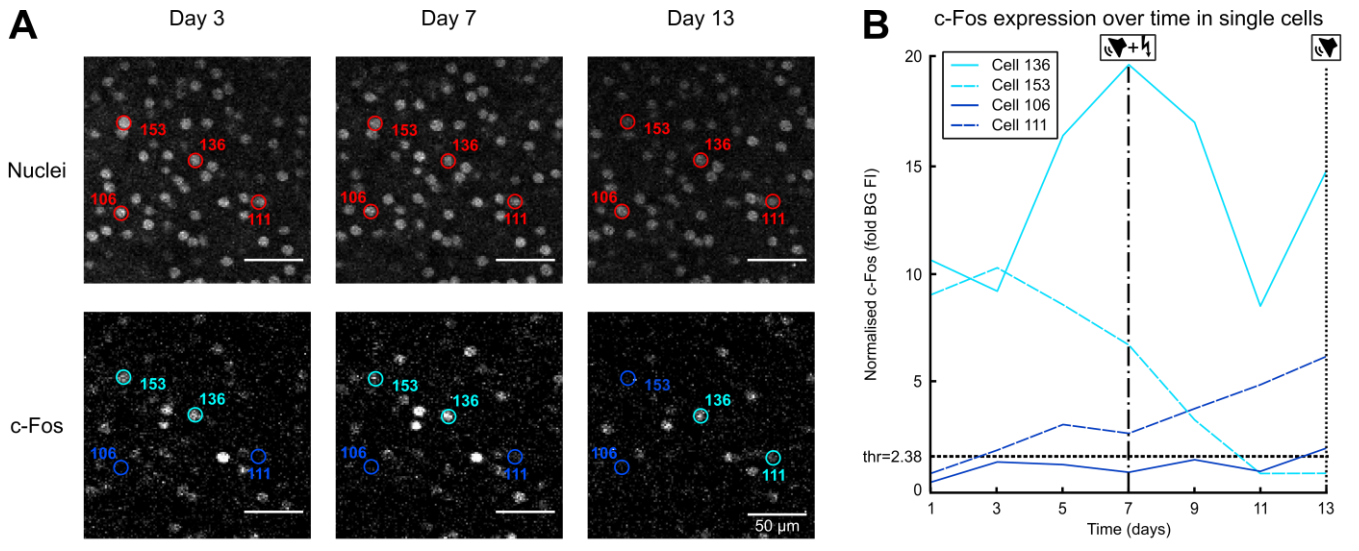 A
Day 3
Day 7
Day 13
Nuclei
153
136
106
111
153
136
106
111
153
136
106
111
c-Fos
153
136
106
111
153
136
106
111
153
136
106
111
50 µm
B
c-Fos expression over time in single cells
+
Cell 136
Cell 153
Cell 106
Cell 111
Normalised c-Fos (fold BG FI)
20
15
10
5
thr=2.38
0
1 3 5 7 9 11 13
Time (days)